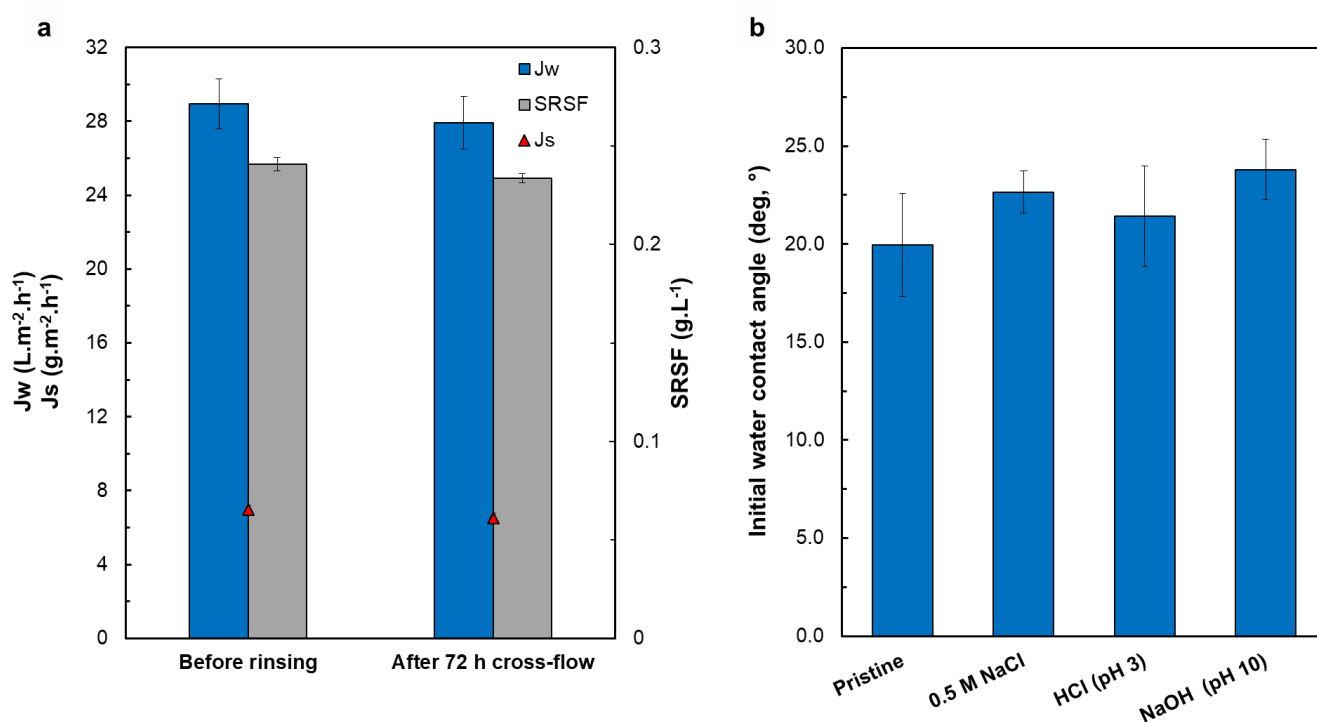 a
32
28
24
20
16
12
8
4
0
Jw (L.m⁻².h⁻¹)
Js (g.m⁻².h⁻¹)
Jw
SRSF
Js
0.3
0.2
0.1
0
SRSF (g.L⁻¹)
Before rinsing
After 72 h cross-flow
b
30.0
25.0
20.0
15.0
10.0
5.0
0.0
Initial water contact angle (deg, °)
Pristine
0.5 M NaCl
HCl (pH 3)
NaOH (pH 10)